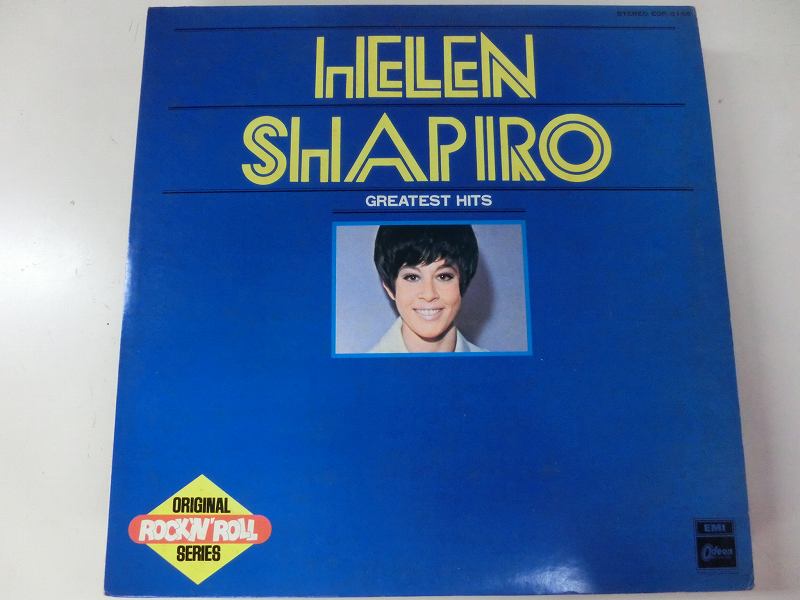 STEREO
HELEN
SHAPIRO
GREATEST HITS
ORIGINAL
ROCK'N'ROLL
SERIES
EMI
Odeon